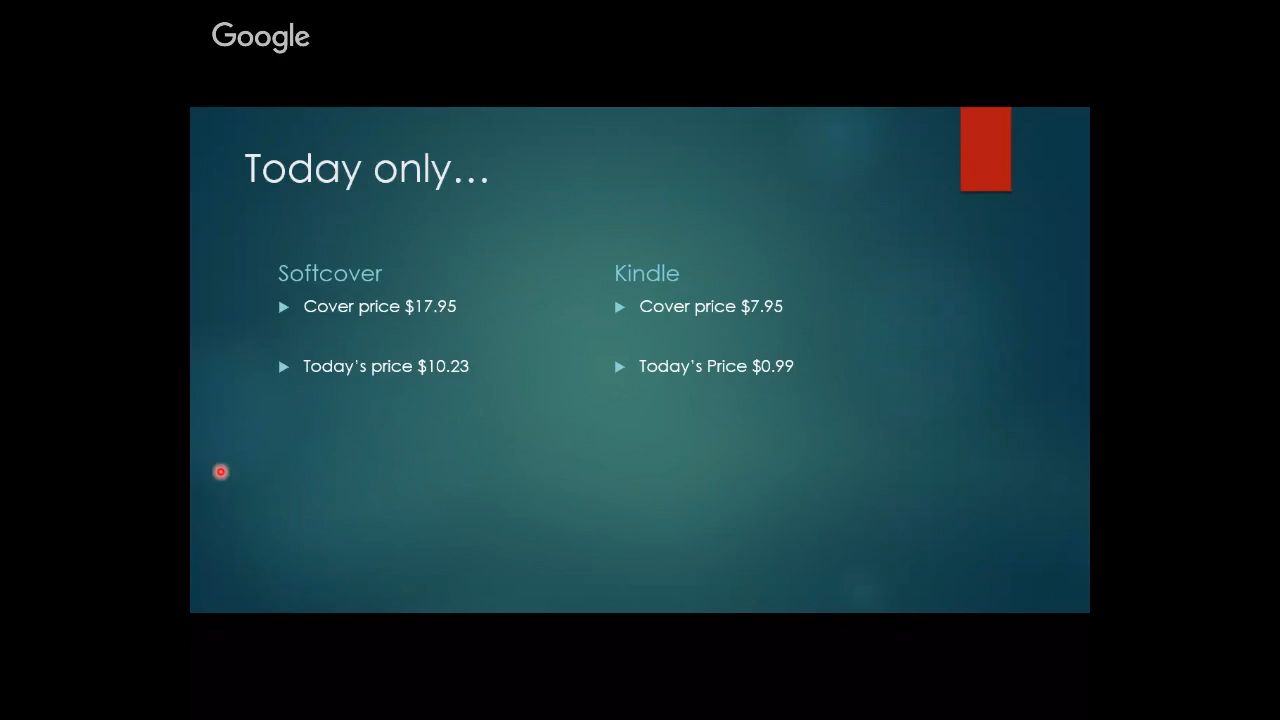 Google
Today only…
Softcover
Cover price $17.95
Today’s price $10.23
Kindle
Cover price $7.95
Today’s Price $0.99